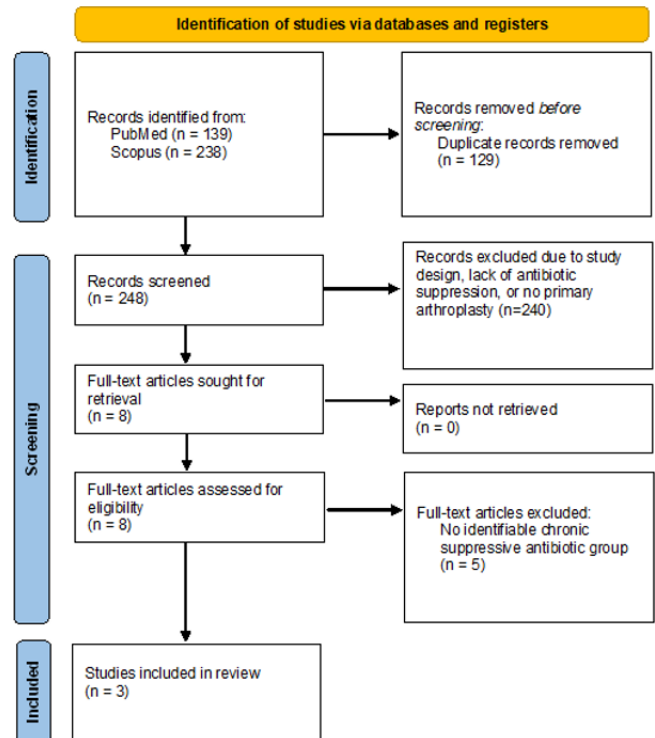 Identification of studies via databases and registers
Identification
Records identified from:
PubMed (n = 139)
Scopus (n = 238)
Records removed before
screening:
Duplicate records removed
(n = 129)
Screening
Records screened
(n = 248)
Records excluded due to study
design, lack of antibiotic
suppression, or no primary
arthroplasty (n=240)
Full-text articles sought for
retrieval
(n = 8)
Reports not retrieved
(n = 0)
Full-text articles assessed for
eligibility
(n = 8)
Full-text articles excluded:
No identifiable chronic
suppressive antibiotic group
(n = 5)
Included
Studies included in review
(n = 3)